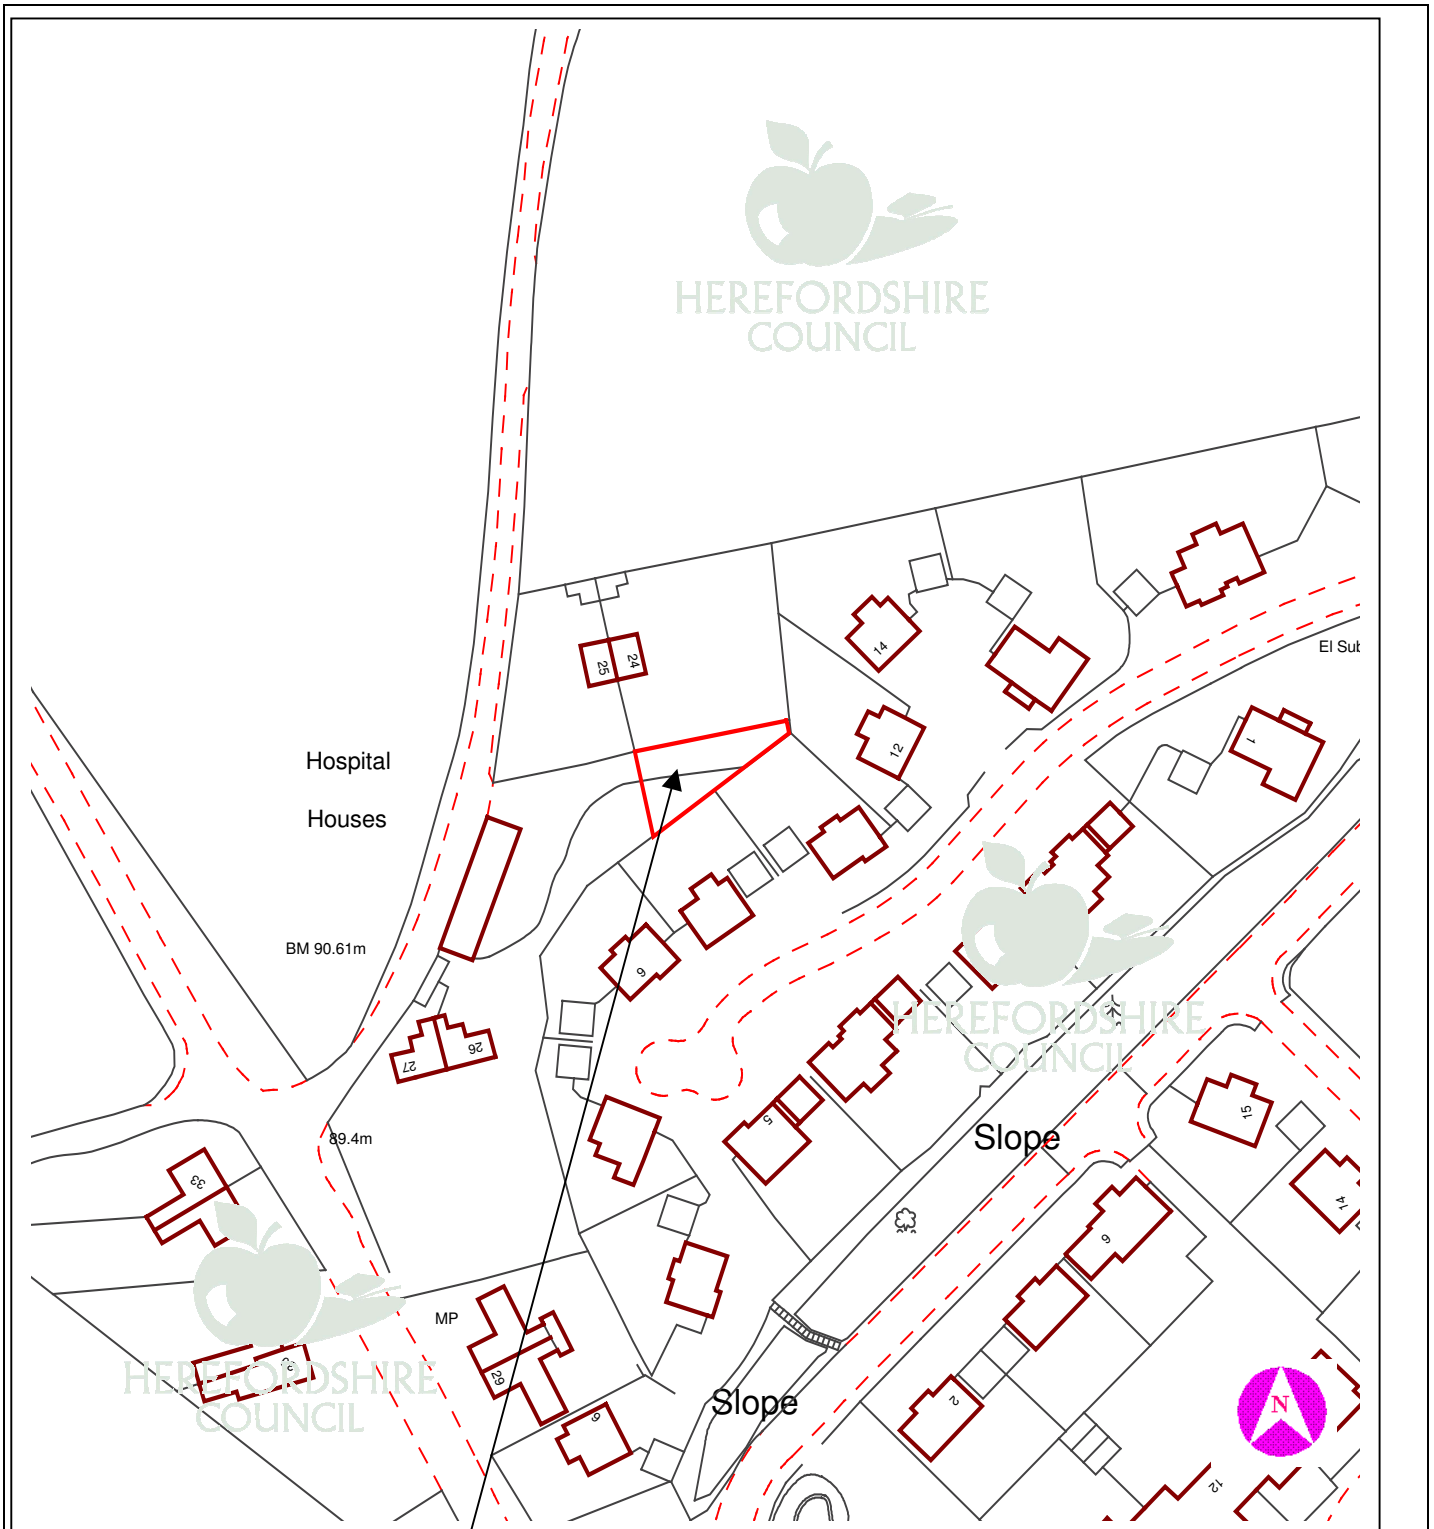 HEREFORDSHIRE
COUNCIL
25
24
14
El Sub
12
1
Hospital
Houses
BM 90.61m
9
HEREFORDSHIRE
COUNCIL
27
26
5
89.4m
Slope
15
33
14
9
MP
29
HEREFORDSHIRE
COUNCIL
Slope
2
N
9
12